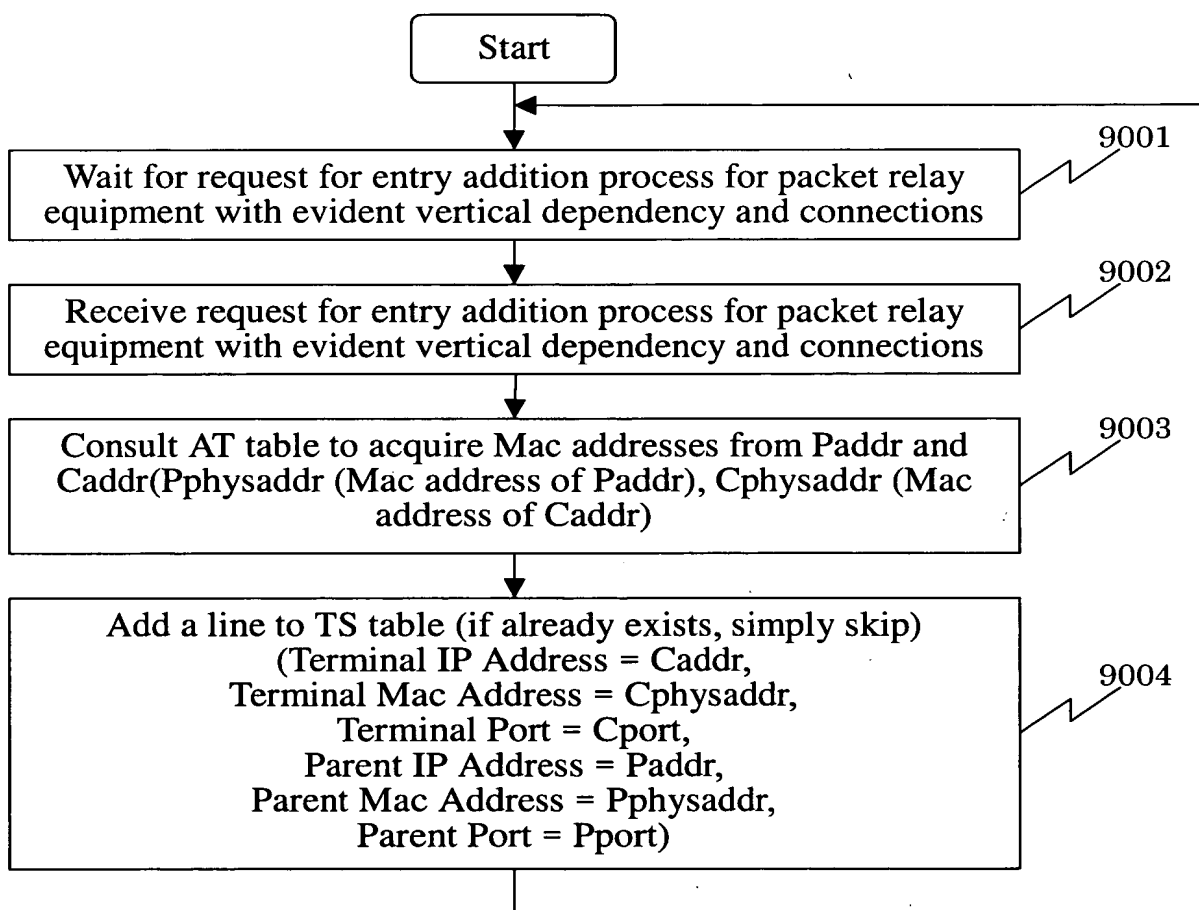 Start
9001
Wait for request for entry addition process for packet relay
equipment with evident vertical dependency and connections
9002
Receive request for entry addition process for packet relay
equipment with evident vertical dependency and connections
9003
Consult AT table to acquire Mac addresses from Paddr and
Caddr(Pphysaddr (Mac address of Paddr), Cphysaddr (Mac
address of Caddr)
9004
Add a line to TS table (if already exists, simply skip)
(Terminal IP Address = Caddr,
Terminal Mac Address = Cphysaddr,
Terminal Port = Cport,
Parent IP Address = Paddr,
Parent Mac Address = Pphysaddr,
Parent Port = Pport)